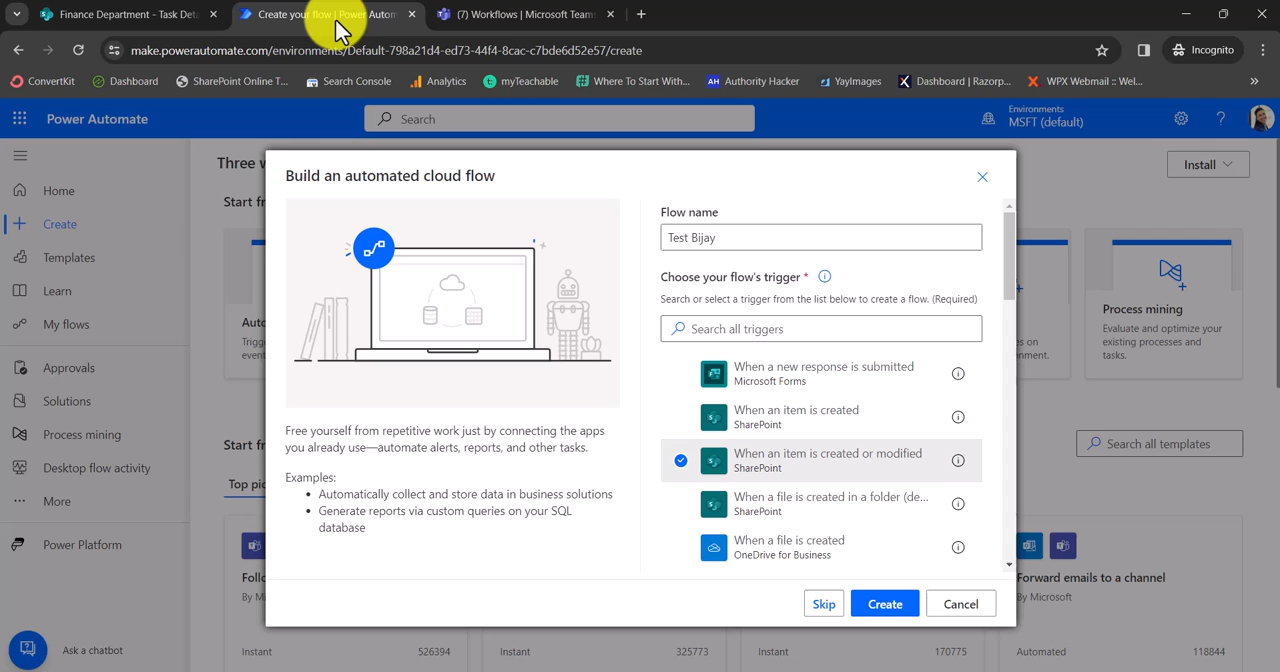 Finance Department - Task Det
Create your flow | Power Autom
(7) Workflows | Microsoft Team
make.powerautomate.com/environments/Default-798a21d4-ed73-44f4-8cac-c7bde6d52e57/create
Incognito
ConvertKit
Dashboard
SharePoint Online T...
Search Console
Analytics
myTeachable
Where To Start With...
AH Authority Hacker
YayImages
Dashboard | Razorp...
WPX Webmail :: Wel...
Power Automate
Search
Environments
MSFT (default)
Home
Create
Templates
Learn
My flows
Approvals
Solutions
Process mining
Desktop flow activity
More
Power Platform
Ask a chatbot
Three w
Install
Start fr
Build an automated cloud flow
Free yourself from repetitive work just by connecting the apps
you already use—automate alerts, reports, and other tasks.
Examples:
• Automatically collect and store data in business solutions
• Generate reports via custom queries on your SQL
database
Flow name
Test Bijay
Choose your flow's trigger *
Search or select a trigger from the list below to create a flow. (Required)
Search all triggers
When a new response is submitted
Microsoft Forms
When an item is created
SharePoint
When an item is created or modified
SharePoint
When a file is created in a folder (de...
SharePoint
When a file is created
OneDrive for Business
Skip
Create
Cancel
Auto
Trigg
event
es on
onment.
Process mining
Evaluate and optimize your
existing processes and
tasks.
Start fr
Search all templates
Top pic
Follo
By Mi
Forward emails to a channel
By Microsoft
Instant
526394
Instant
325773
Instant
170775
Automated
118844